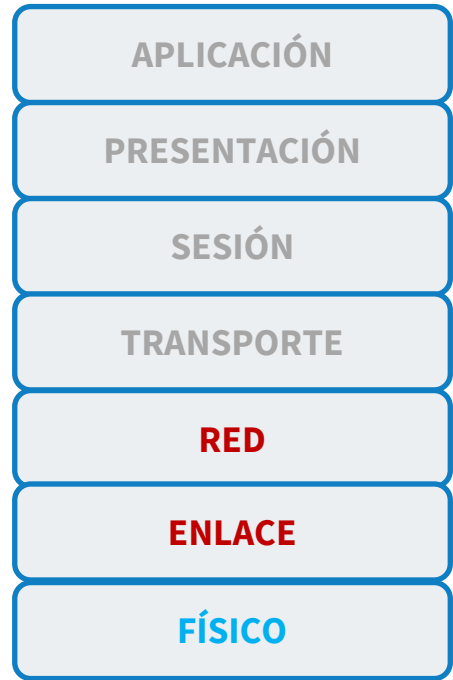 APLICACIÓN
PRESENTACIÓN
SESIÓN
TRANSPORTE
RED
ENLACE
FÍSICO